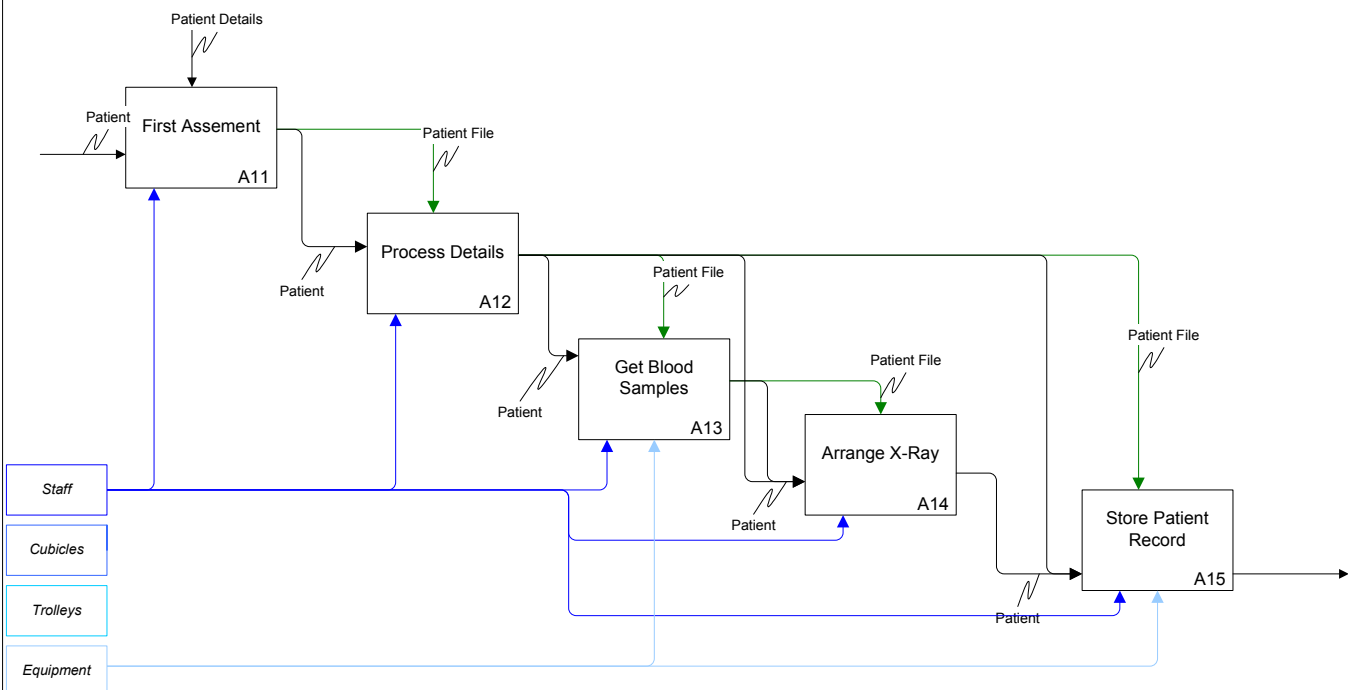 Patient Details
Patient
First Assement
A11
Patient File
Process Details
A12
Patient
Patient File
Patient File
Get Blood
Samples
A13
Patient
Patient File
Arrange X-Ray
A14
Patient
Store Patient
Record
A15
Patient
Staff
Cubicles
Trolleys
Equipment